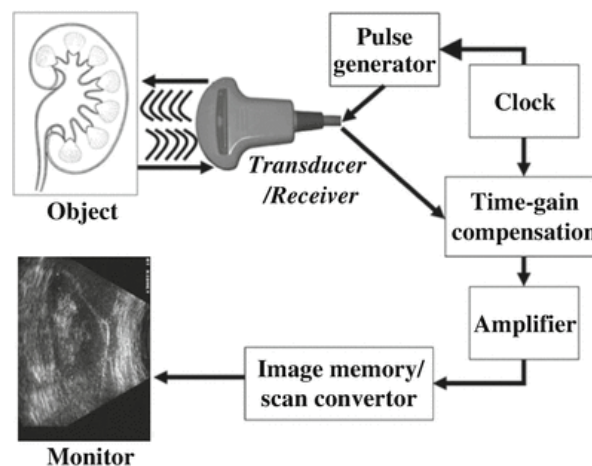 Pulse
generator
Clock
Transducer
/Receiver
Object
Time-gain
compensation
Amplifier
Image memory/
scan convertor
Monitor